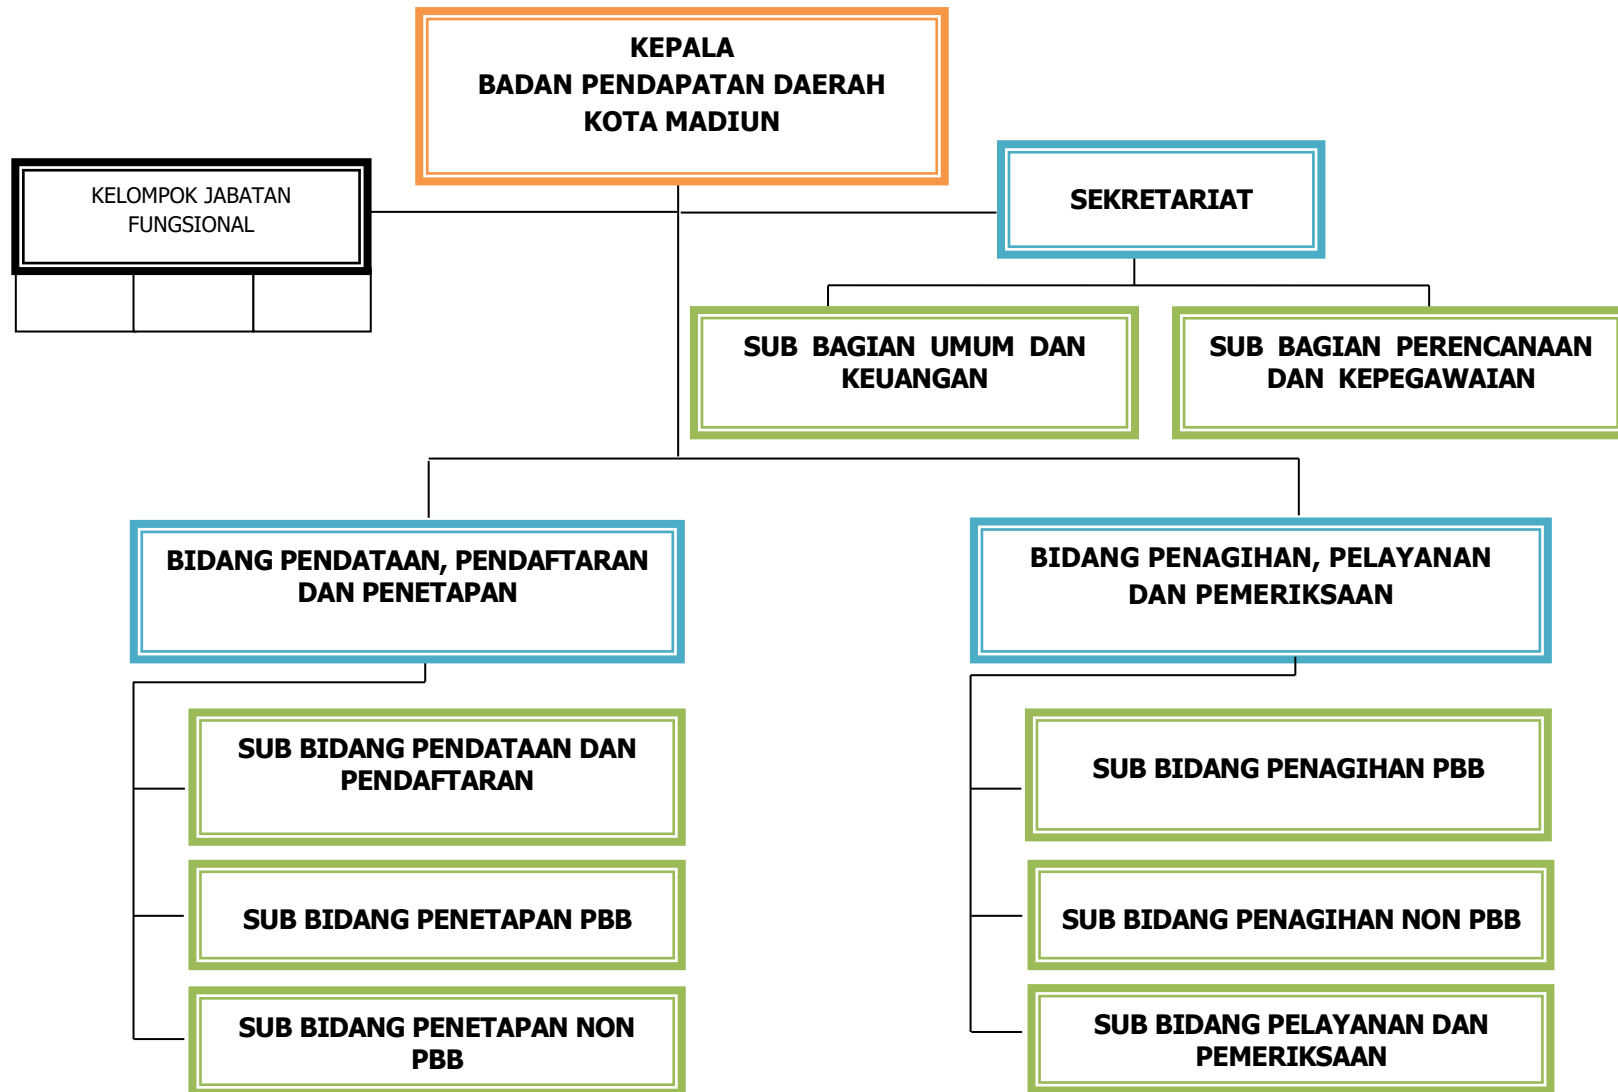 KEPALA
BADAN PENDAPATAN DAERAH
KOTA MADIUN
KELOMPOK JABATAN
FUNGSIONAL
SEKRETARIAT
SUB BAGIAN UMUM DAN
KEUANGAN
SUB BAGIAN PERENCANAAN
DAN KEPEGAWAIAN
BIDANG PENDATAAN, PENDAFTARAN
DAN PENETAPAN
BIDANG PENAGIHAN, PELAYANAN
DAN PEMERIKSAAN
SUB BIDANG PENDATAAN DAN
PENDAFTARAN
SUB BIDANG PENETAPAN PBB
SUB BIDANG PENETAPAN NON
PBB
SUB BIDANG PENAGIHAN PBB
SUB BIDANG PENAGIHAN NON PBB
SUB BIDANG PELAYANAN DAN
PEMERIKSAAN